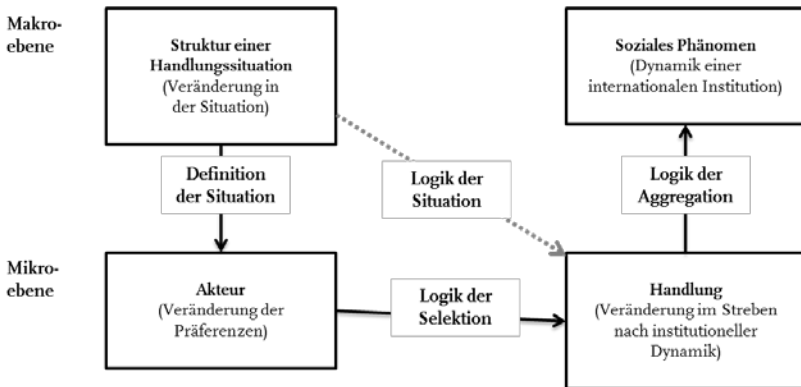 Makro-
ebene
Struktur einer
Handlungssituation
(Veränderung in
der Situation)
Soziales Phänomen
(Dynamik einer
internationalen Institution)
Definition
der Situation
Logik der
Situation
Logik der
Aggregation
Mikro-
ebene
Akteur
(Veränderung der
Präferenzen)
Logik der
Selektion
Handlung
(Veränderung im Streben
nach institutioneller
Dynamik)